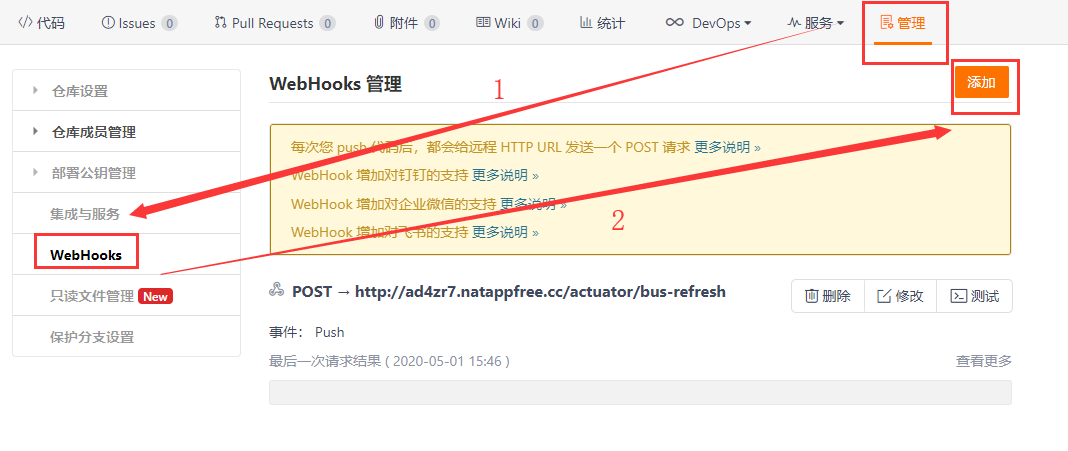 代码 Issues 0 Pull Requests 0 附件 0 Wiki 0 统计 DevOps 服务 管理
WebHooks 管理
添加
1
仓库设置
仓库成员管理
部署公钥管理
集成与服务
WebHooks
只读文件管理 New
保护分支设置
每次您 push 代码后，都会给远程 HTTP URL 发送一个 POST 请求 更多说明 »
WebHook 增加对钉钉的支持 更多说明 »
WebHook 增加对企业微信的支持 更多说明 »
WebHook 增加对飞书的支持 更多说明 »
2
POST → http://ad4zr7.natappfree.cc/actuator/bus-refresh
删除 修改 测试
事件： Push
最后一次请求结果 ( 2020-05-01 15:46 )
查看更多